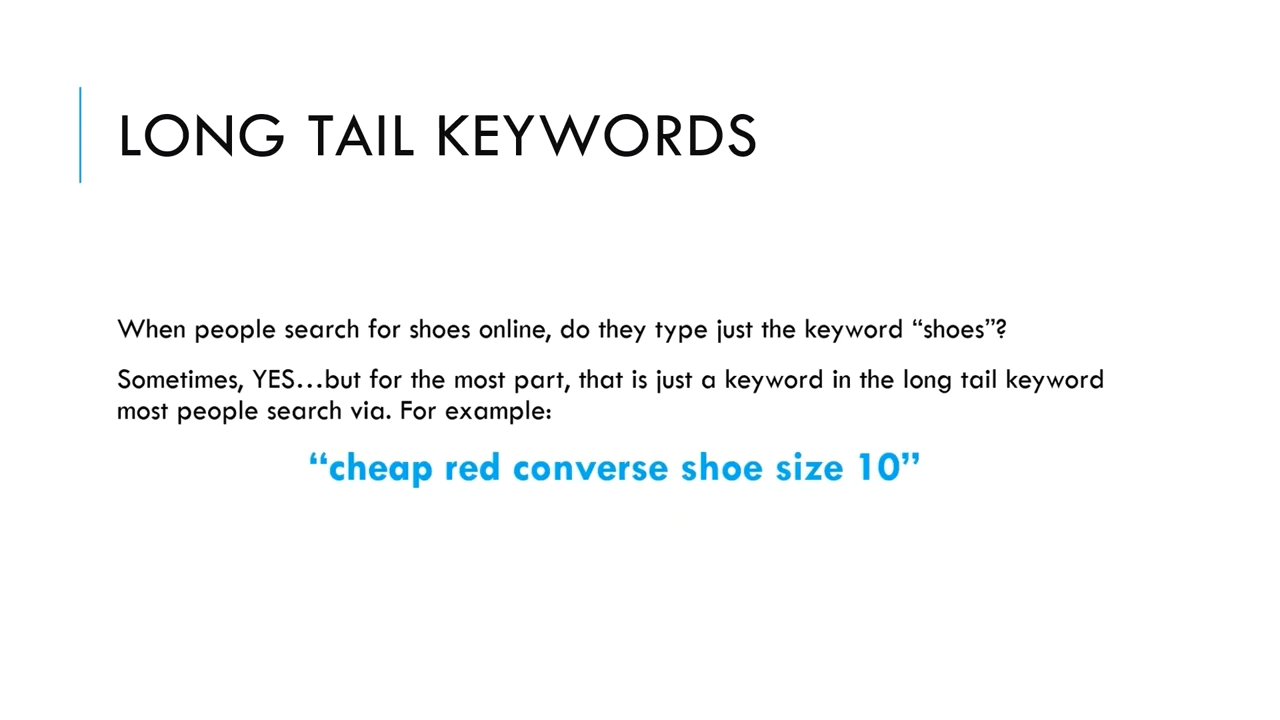 LONG TAIL KEYWORDS
When people search for shoes online, do they type just the keyword “shoes”?
Sometimes, YES…but for the most part, that is just a keyword in the long tail keyword
most people search via. For example:
“cheap red converse shoe size 10”